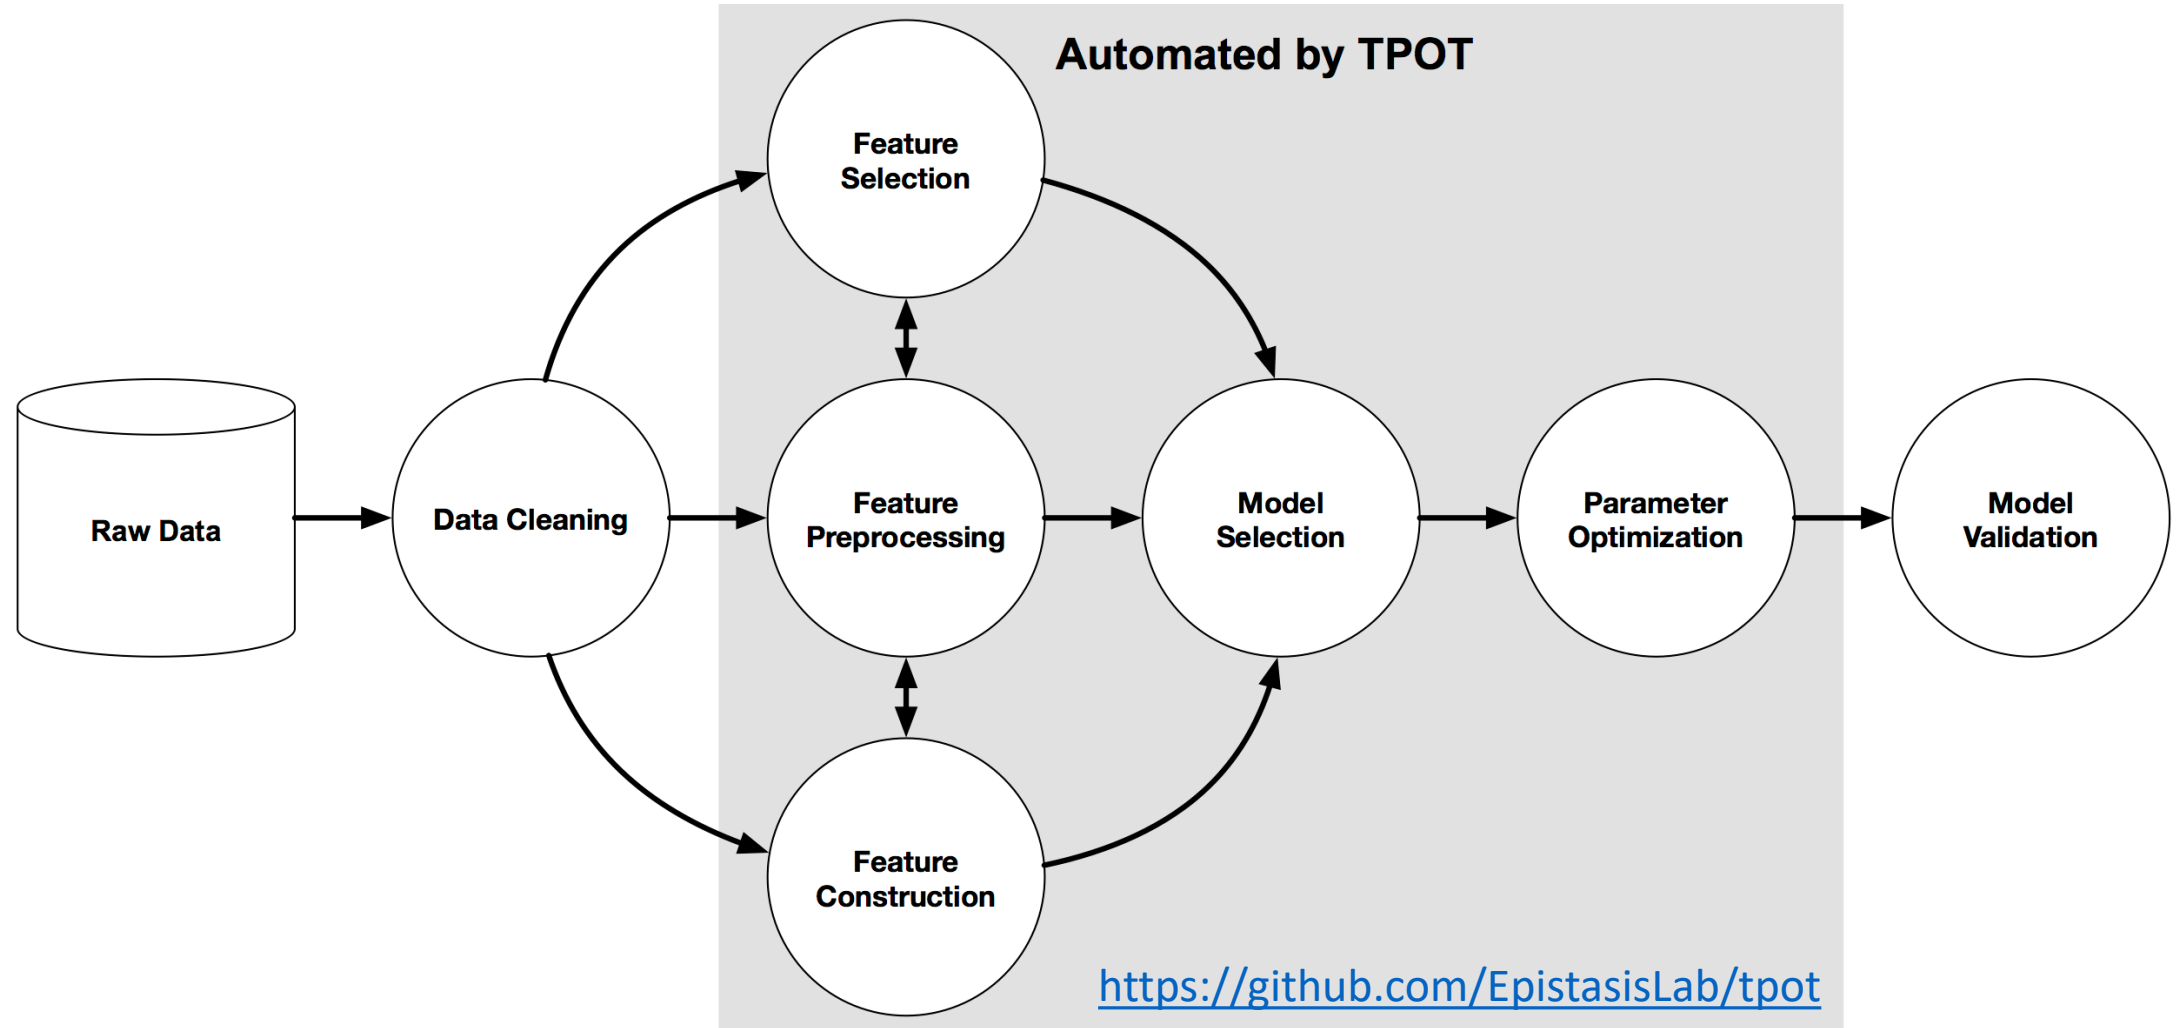 Automated by TPOT
Feature
Selection
Raw Data
Data Cleaning
Feature
Preprocessing
Model
Selection
Parameter
Optimization
Model
Validation
Feature
Construction
https://github.com/EpistasisLab/tpot